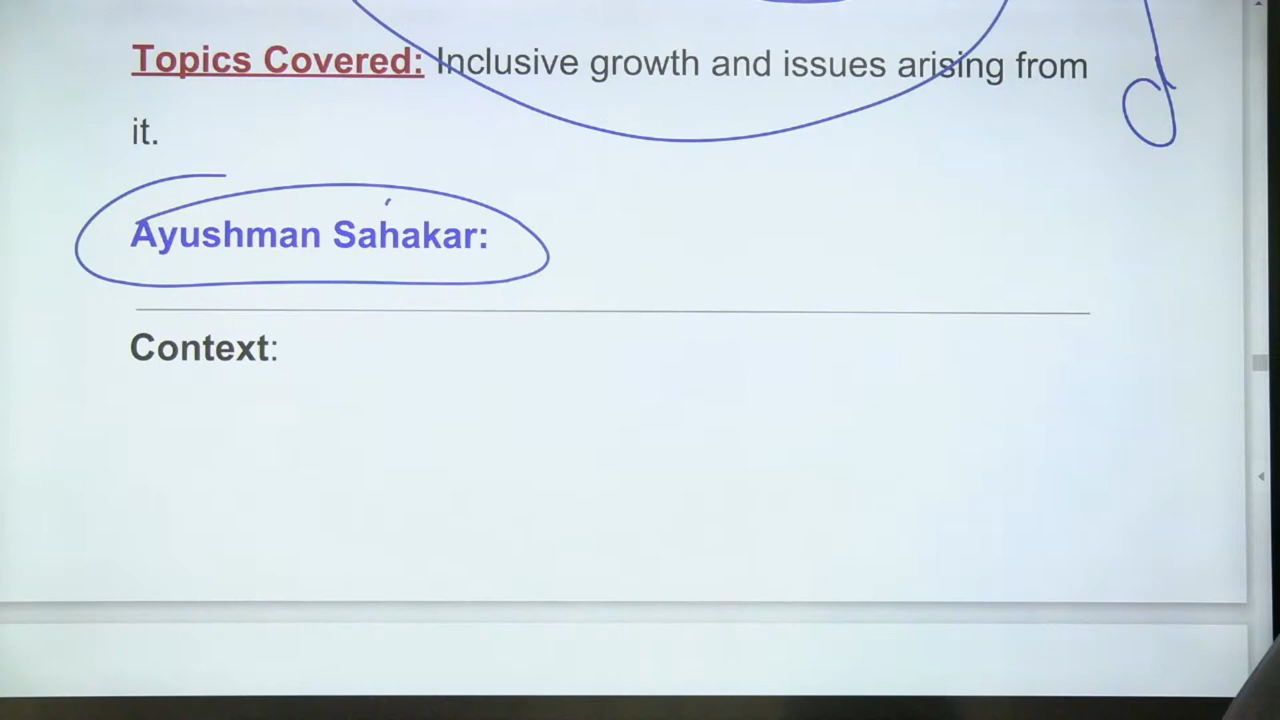 Topics Covered: Inclusive growth and issues arising from
it.
Ayushman Sahakar:
Context: